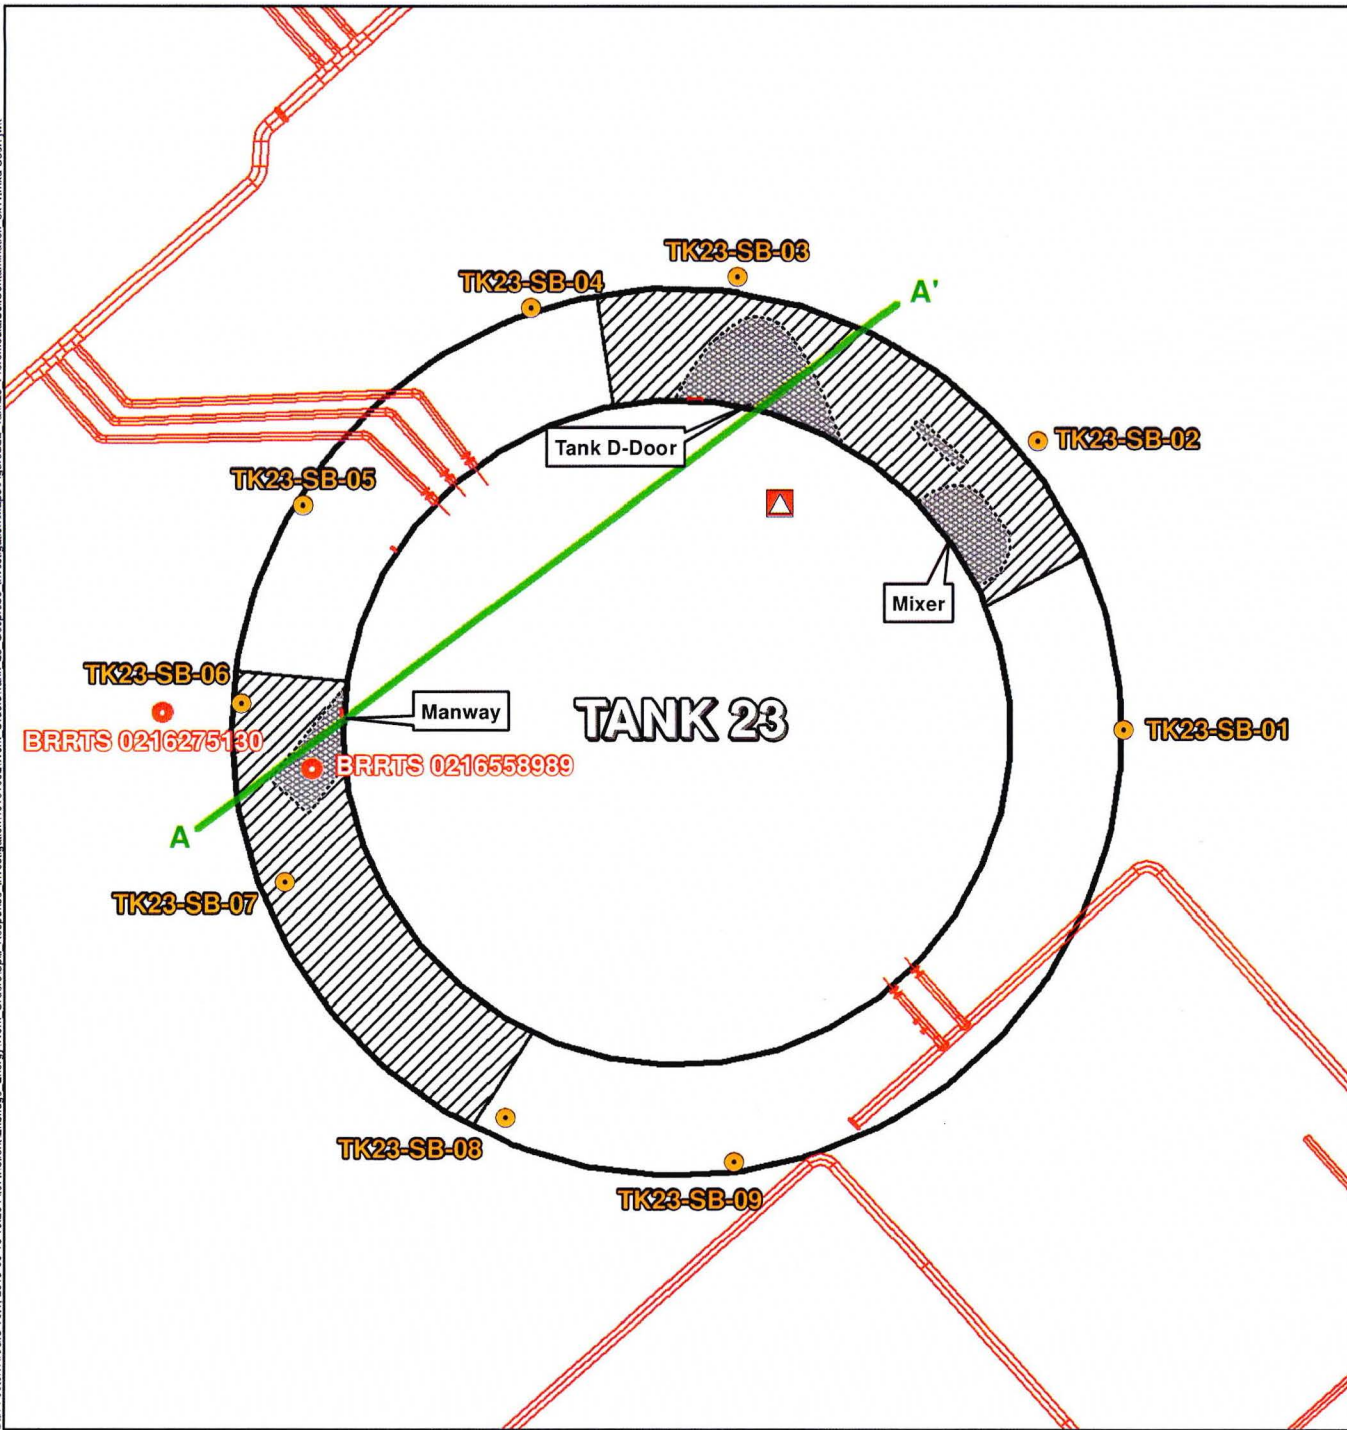 TK23-SB-03
A'
TK23-SB-04
TK23-SB-02
Tank D-Door
TK23-SB-05
Mixer
TK23-SB-06
Manway
TANK 23
TK23-SB-01
BRRTS 0216275130
BRRTS 0216558989
A
TK23-SB-07
TK23-SB-08
TK23-SB-09